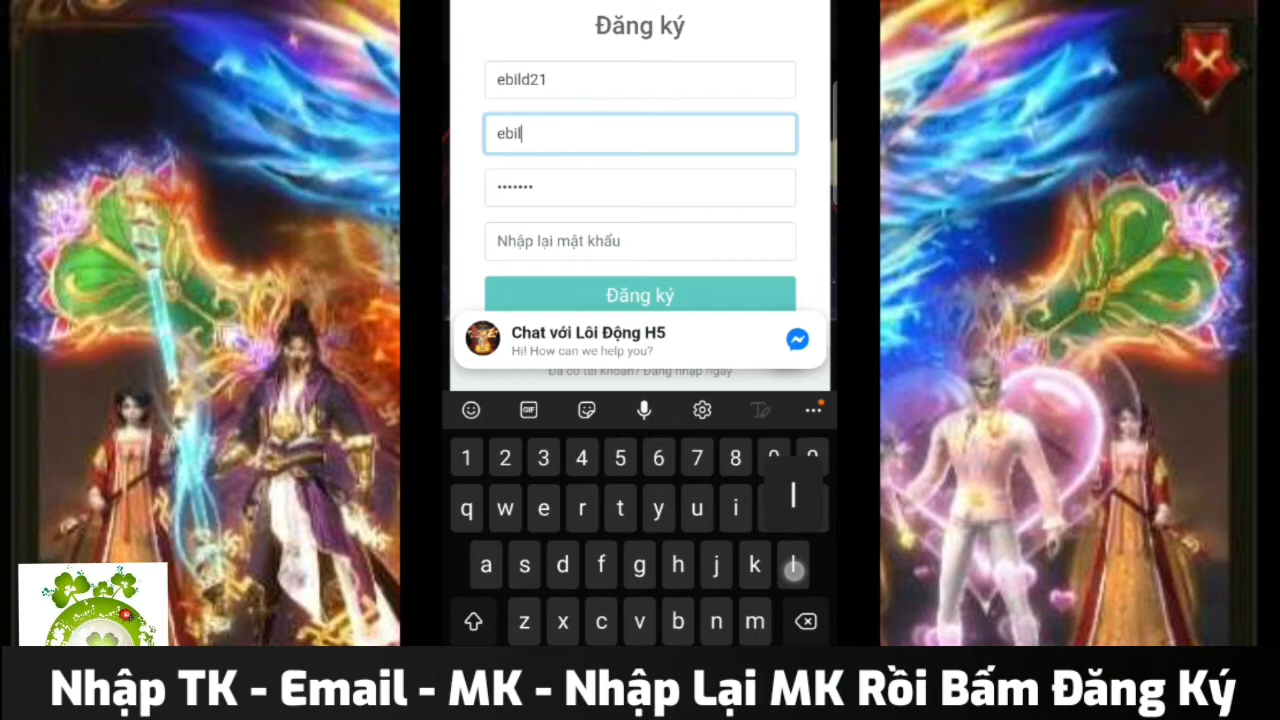 Đăng ký
ebild21
ebil
•••••••
Nhập lại mật khẩu
Đăng ký
Chat với Lôi Động H5
Hi! How can we help you?
Đã có tài khoản? Đăng nhập ngay
GIF
1 2 3 4 5 6 7 8
q w e r t y u i
l
a s d f g h j k l
z x c v b n m
Nhập TK - Email - MK - Nhập Lại MK Rồi Bấm Đăng Ký